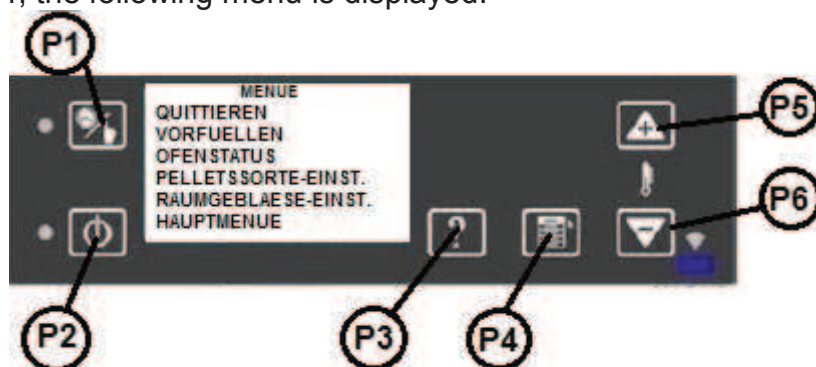 , the following menu is displayed:
P1
MENUE
QUITTIEREN
VORFUELLEN
OFENSTATUS
PELLETSSORTE-EINST.
RAUMGEBLAESE-EINST.
HAUPTMENUE
P5
P6
?
P2
P3
P4